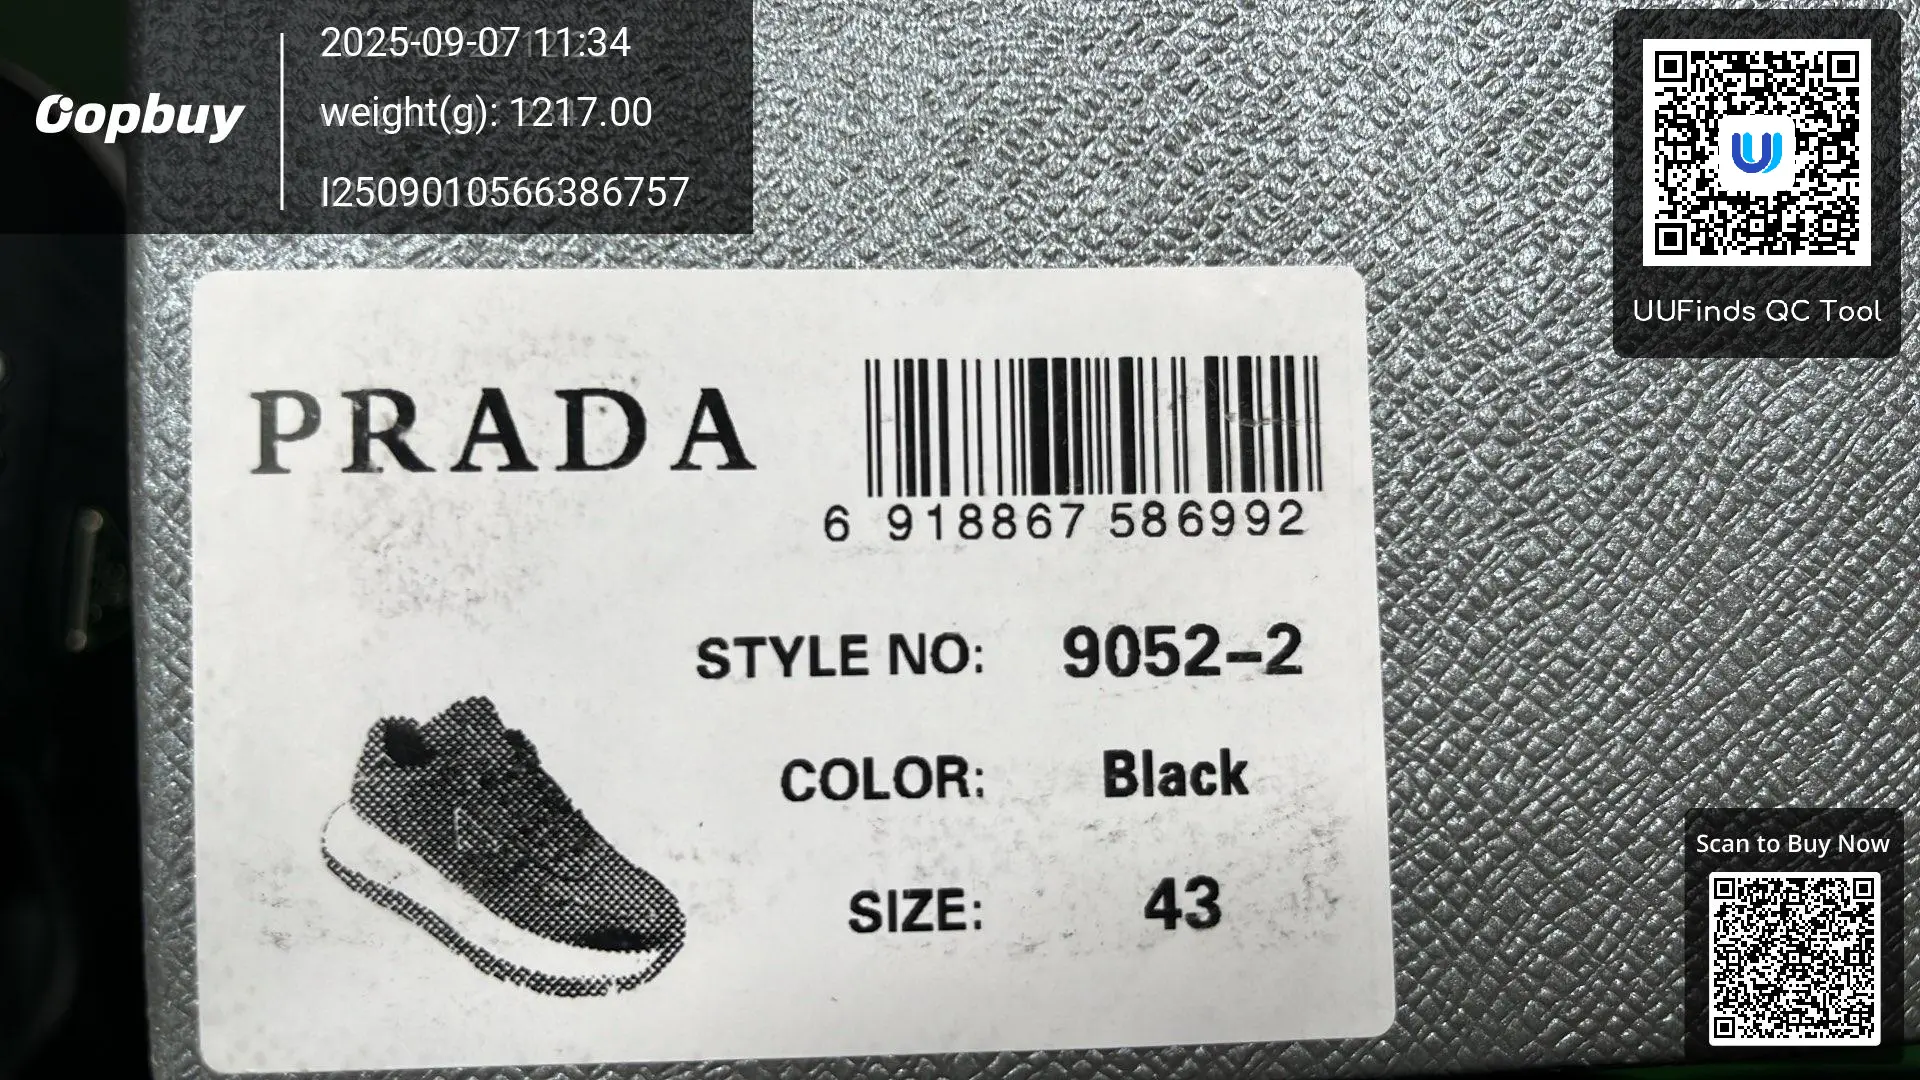 Oopbuy
2025-09-07 11:34
weight(g): 1217.00
I2509010566386757
UUFinds QC Tool
PRADA
6 918867 586992
STYLE NO: 9052-2
COLOR: Black
SIZE: 43
Scan to Buy Now